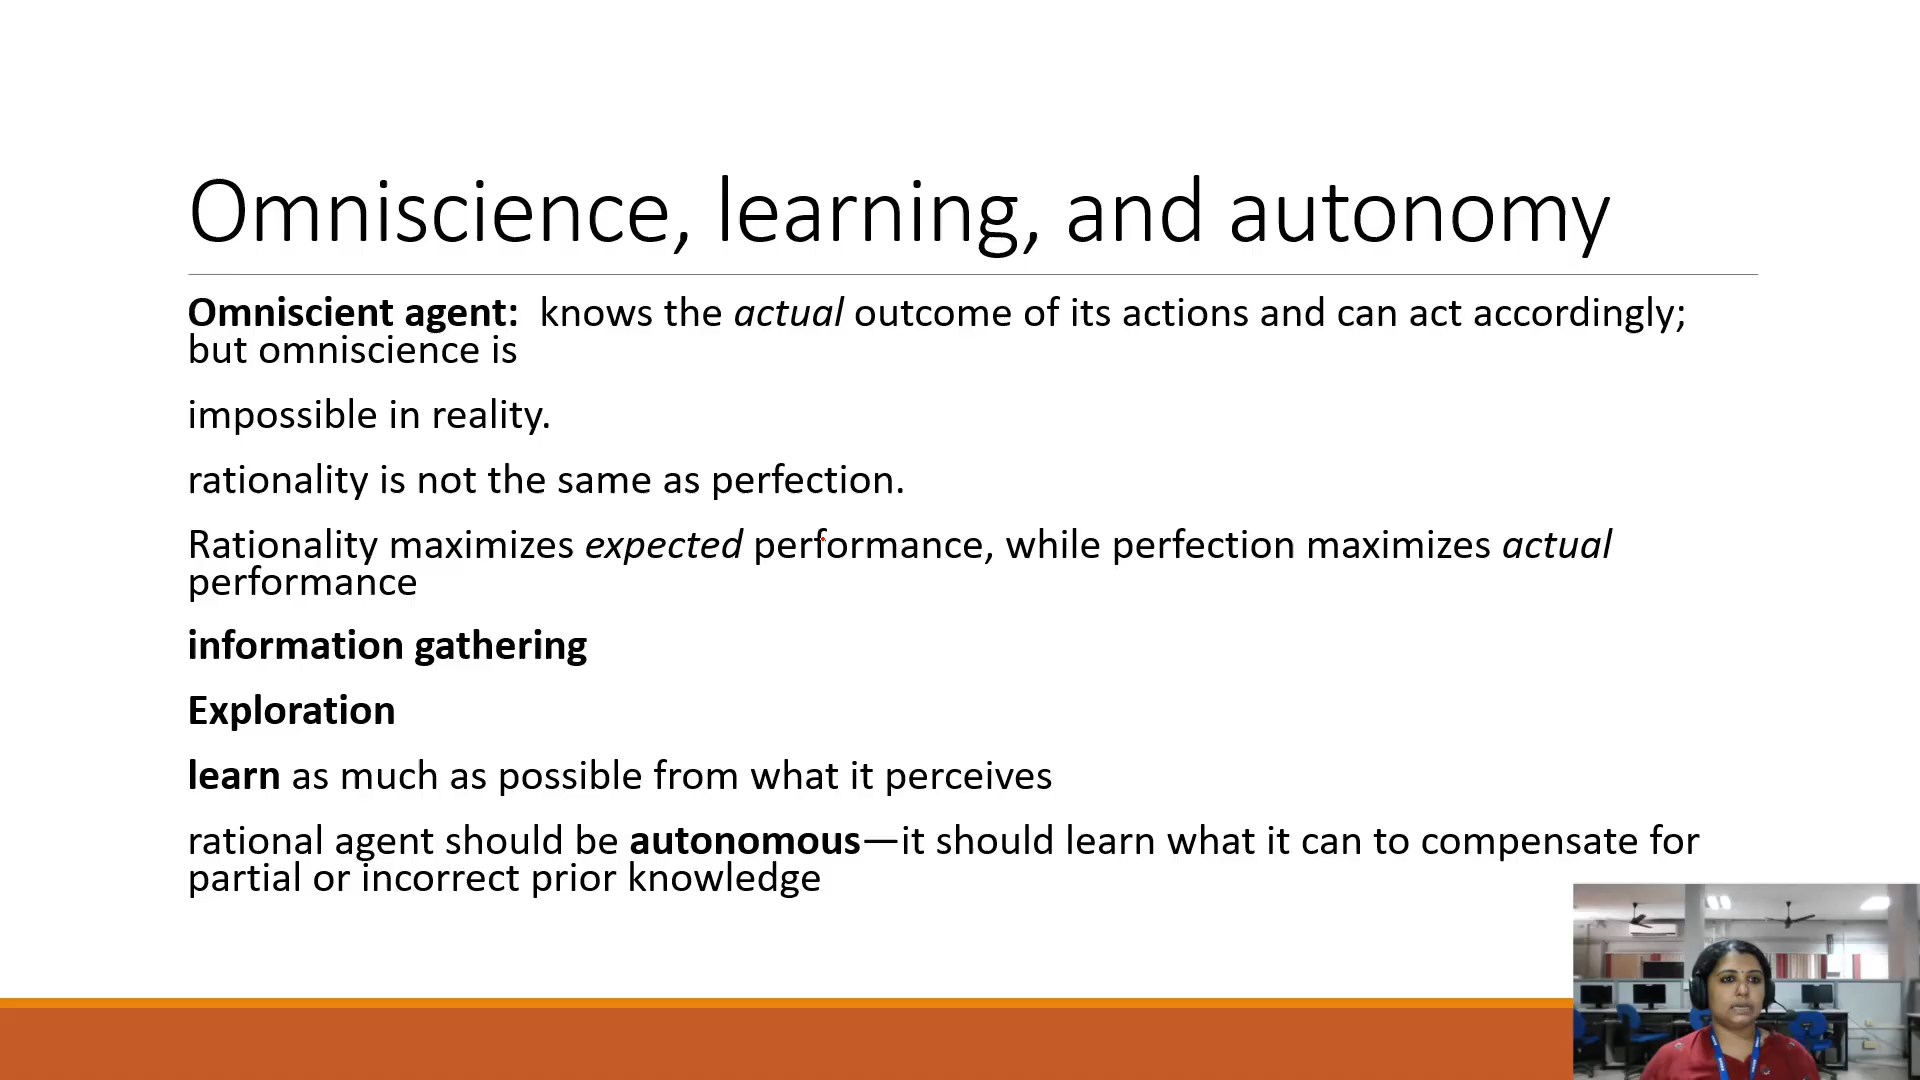 Omniscience, learning, and autonomy
Omniscient agent: knows the actual outcome of its actions and can act accordingly;
but omniscience is
impossible in reality.
rationality is not the same as perfection.
Rationality maximizes expected performance, while perfection maximizes actual
performance
information gathering
Exploration
learn as much as possible from what it perceives
rational agent should be autonomous—it should learn what it can to compensate for
partial or incorrect prior knowledge